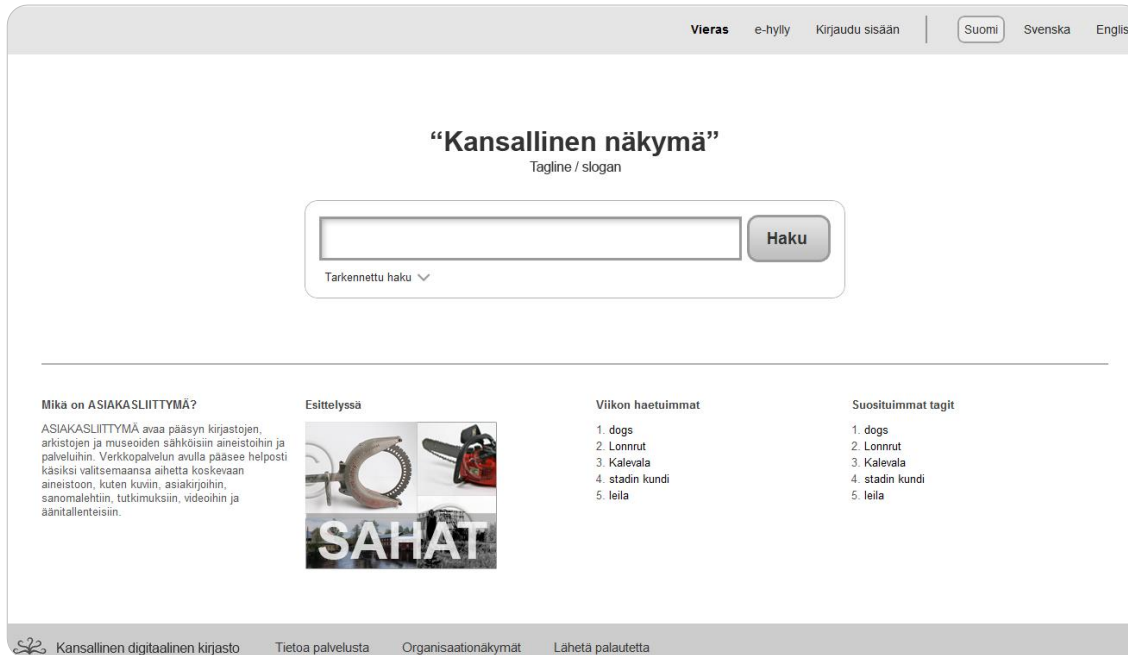 Vieras e-hylly Kirjaudu sisään Suomi Svenska Englis
“Kansallinen näkymä”
Tagline / slogan
Haku
Tarkennettu haku
Mikä on ASIAKASLIITTYMÄ?
ASIAKASLIITTYMÄ avaa pääsyn kirjastojen,
arkistojen ja museoiden sähköisiin aineistoihin ja
palveluihin. Verkkopalvelun avulla pääsee helposti
käsiksi valitsemaansa aihetta koskevaan
aineistoon, kuten kuviin, asiakirjoihin,
sanomalehtiin, tutkimuksiin, videoihin ja
äänitallenteisiin.
Esittelyssä
SAHAT
Viikon haetuimmat
1. dogs
2. Lonnrut
3. Kalevala
4. stadin kundi
5. leila
Suosituimmat tagit
1. dogs
2. Lonnrut
3. Kalevala
4. stadin kundi
5. leila
Kansallinen digitaalinen kirjasto Tietoa palvelusta Organisaationäkymät Lähetä palautetta